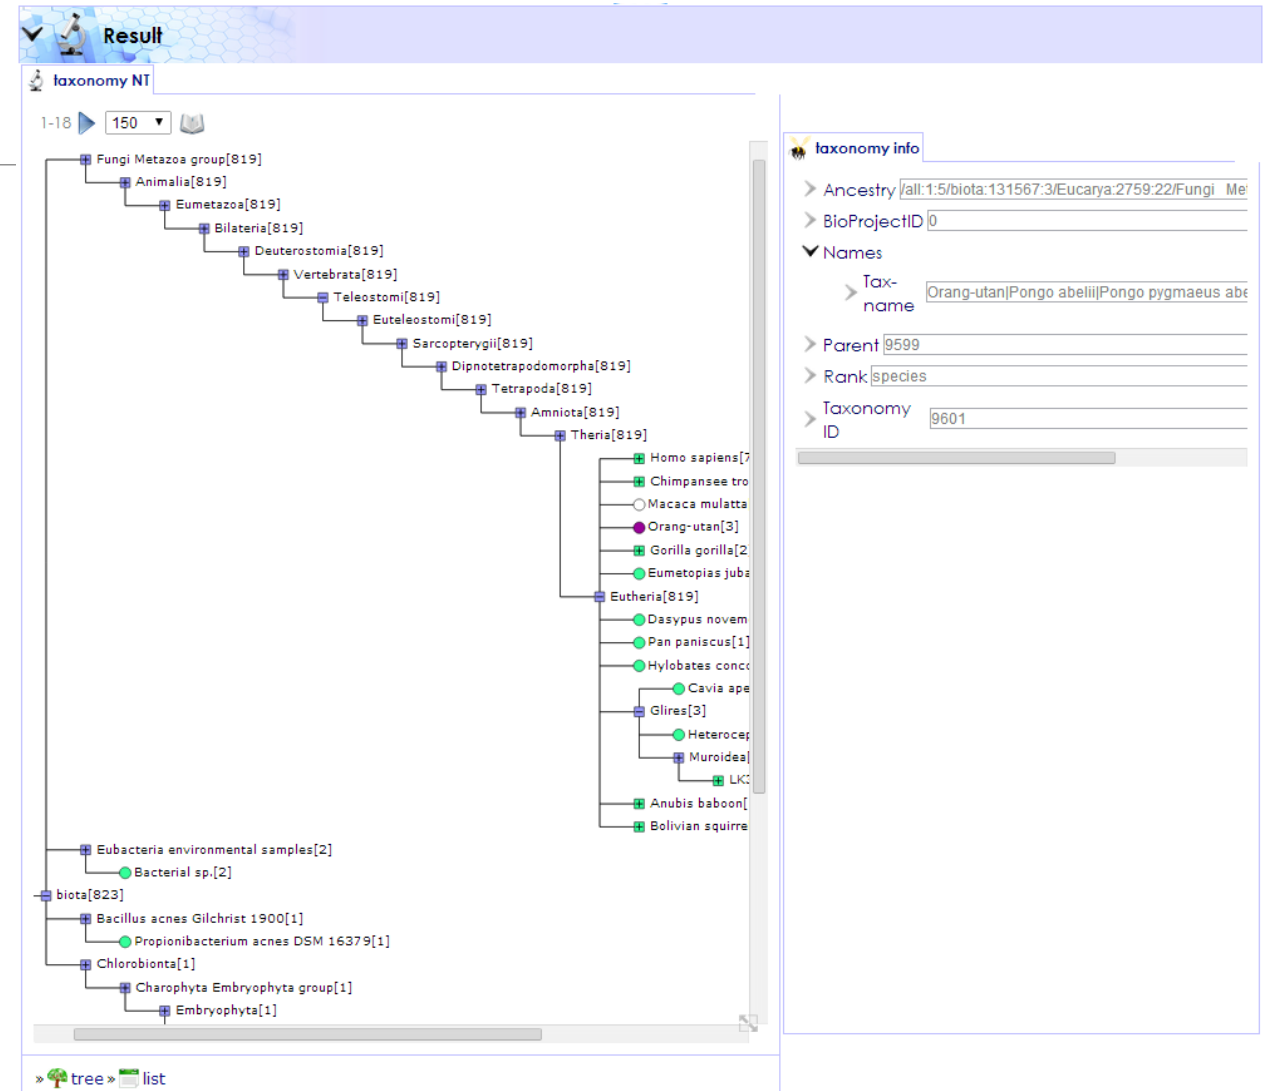 Result
taxonomy NT
1-18 150
Fungi Metazoa group[819]
Animalia[819]
Eumetazoa[819]
Bilateria[819]
Deuterostomia[819]
Vertebrata[819]
Teleostomi[819]
Euteleostomi[819]
Sarcopterygii[819]
Dipnotetrapodomorpha[819]
Tetrapoda[819]
Amniota[819]
Theria[819]
Homo sapiens[7
Chimpansee tro
Macaca mulatta
Orang-utan[3]
Gorilla gorilla[2
Eumetopias juba
Eutheria[819]
Dasypus novem
Pan paniscus[1]
Hylobates conco
Cavia ape
Glires[3]
Heterocep
Muroidea[
LK3
Anubis baboon[
Bolivian squirre
Eubacteria environmental samples[2]
Bacterial sp.[2]
biota[823]
Bacillus acnes Gilchrist 1900[1]
Propionibacterium acnes DSM 16379[1]
Chlorobionta[1]
Charophyta Embryophyta group[1]
Embryophyta[1]
» tree » list
taxonomy info
Ancestry /all:1:5/biota:131567:3/Eucarya:2759:22/Fungi Me
BioProjectID 0
Names
Tax-
name Orang-utan|Pongo abelii|Pongo pygmaeus abe
Parent 9599
Rank species
Taxonomy
ID 9601